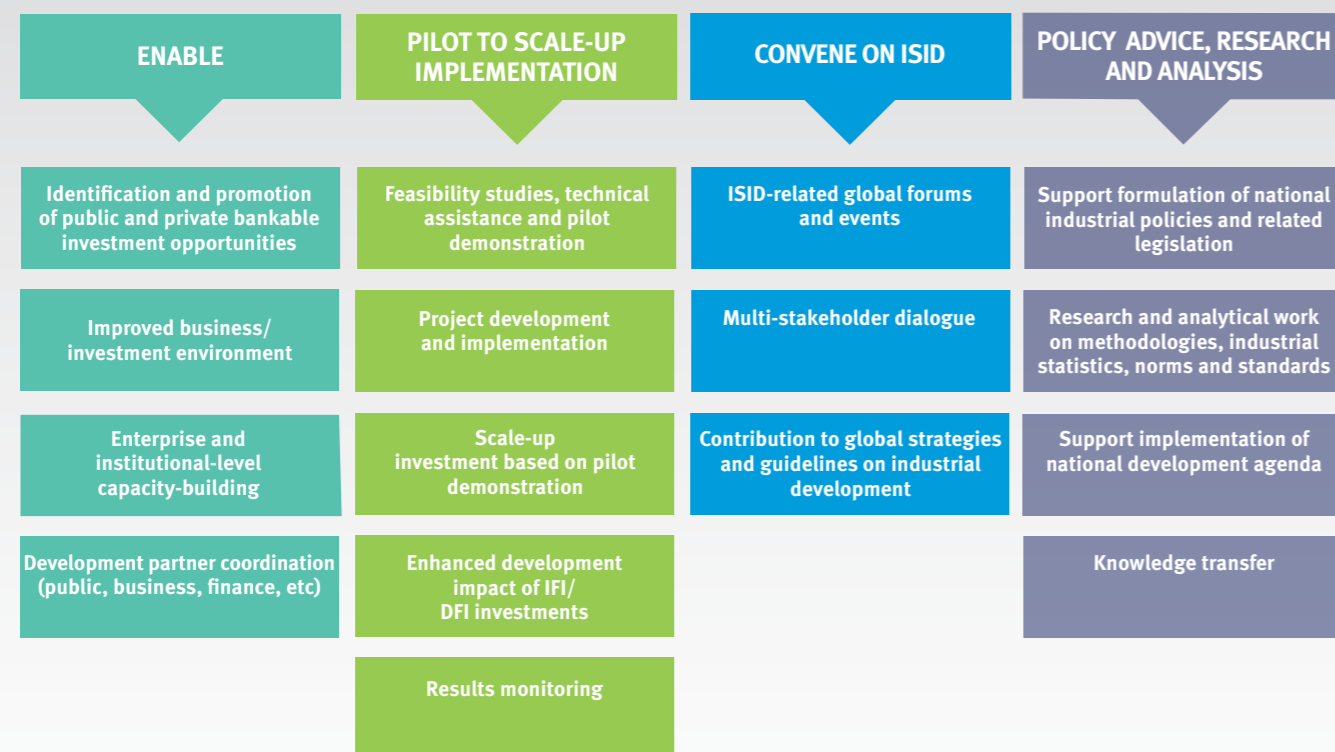 ENABLE
Identification and promotion
of public and private bankable
investment opportunities
Improved business/
investment environment
Enterprise and
institutional-level
capacity-building
Development partner coordination
(public, business, finance, etc)
PILOT TO SCALE-UP
IMPLEMENTATION
Feasibility studies, technical
assistance and pilot
demonstration
Project development
and implementation
Scale-up
investment based on pilot
demonstration
Enhanced development
impact of IFI/
DFI investments
Results monitoring
CONVENE ON ISID
ISID-related global forums
and events
Multi-stakeholder dialogue
Contribution to global strategies
and guidelines on industrial
development
POLICY ADVICE, RESEARCH
AND ANALYSIS
Support formulation of national
industrial policies and related
legislation
Research and analytical work
on methodologies, industrial
statistics, norms and standards
Support implementation of
national development agenda
Knowledge transfer